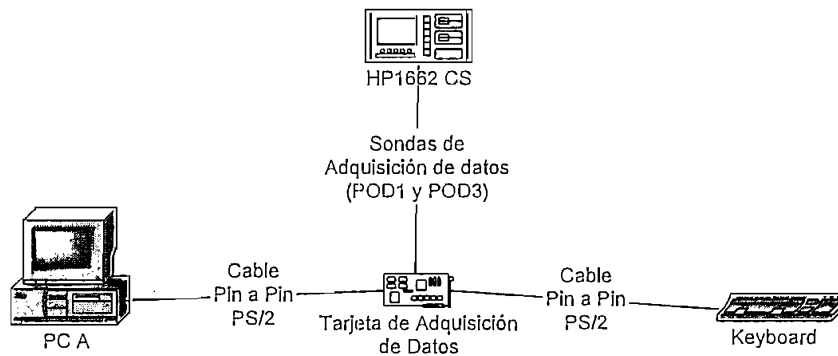 HP1662 CS
Sondas de
Adquisición de datos
(POD1 y POD3)
Cable
Pin a Pin
PS/2
PC A
Tarjeta de Adquisición
de Datos
Cable
Pin a Pin
PS/2
Keyboard